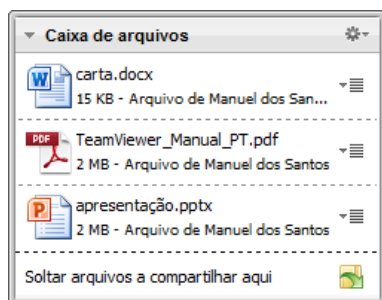 Caixa de arquivos
W
carta.docx
15 KB - Arquivo de Manuel dos San...
PDF
TeamViewer_Manual_PT.pdf
2 MB - Arquivo de Manuel dos Santos
P
apresentação.pptx
2 MB - Arquivo de Manuel dos Santos
Soltar arquivos a compartilhar aqui